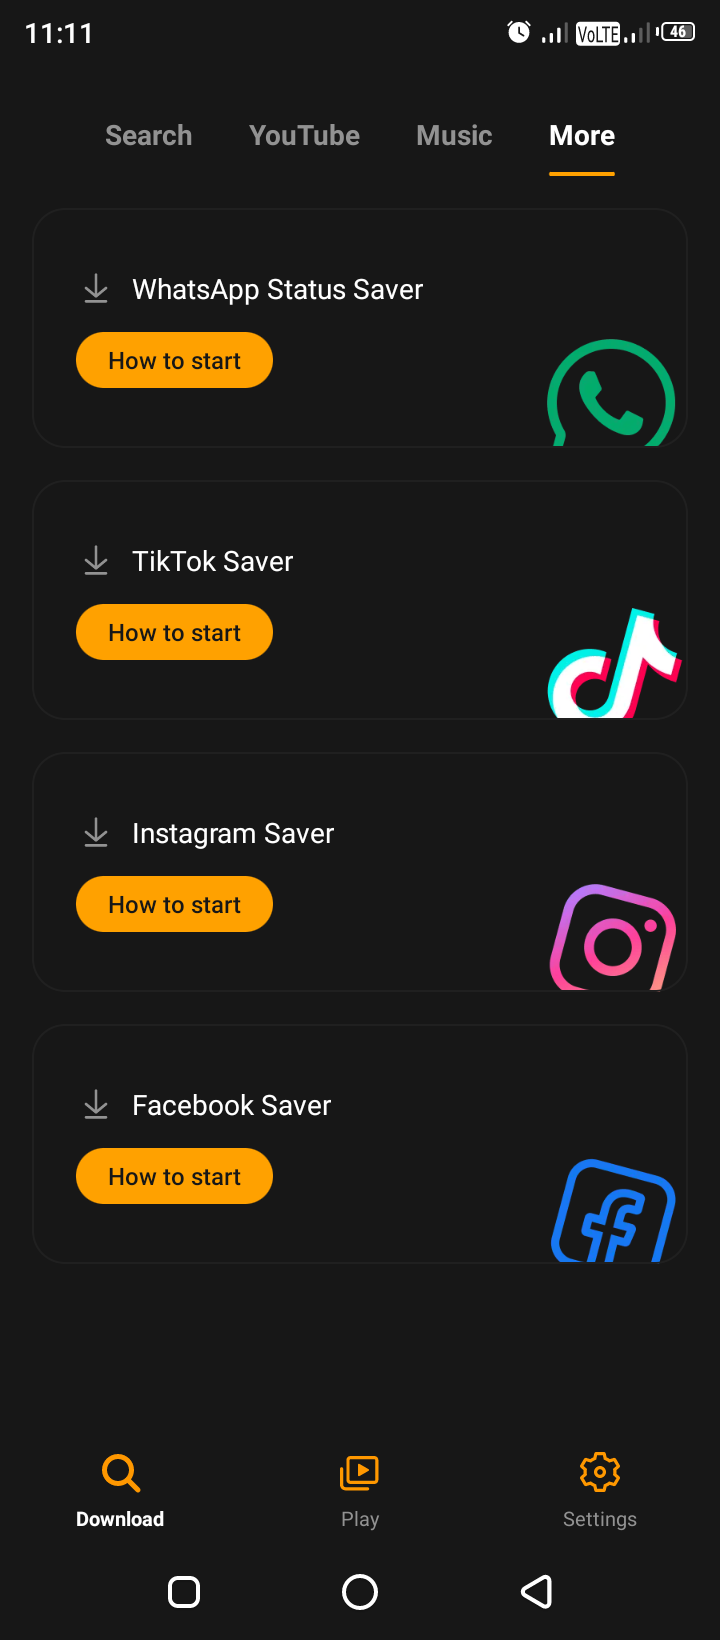 11:11
VoLTE
46
Search YouTube Music More
WhatsApp Status Saver
How to start
TikTok Saver
How to start
Instagram Saver
How to start
Facebook Saver
How to start
Download Play Settings